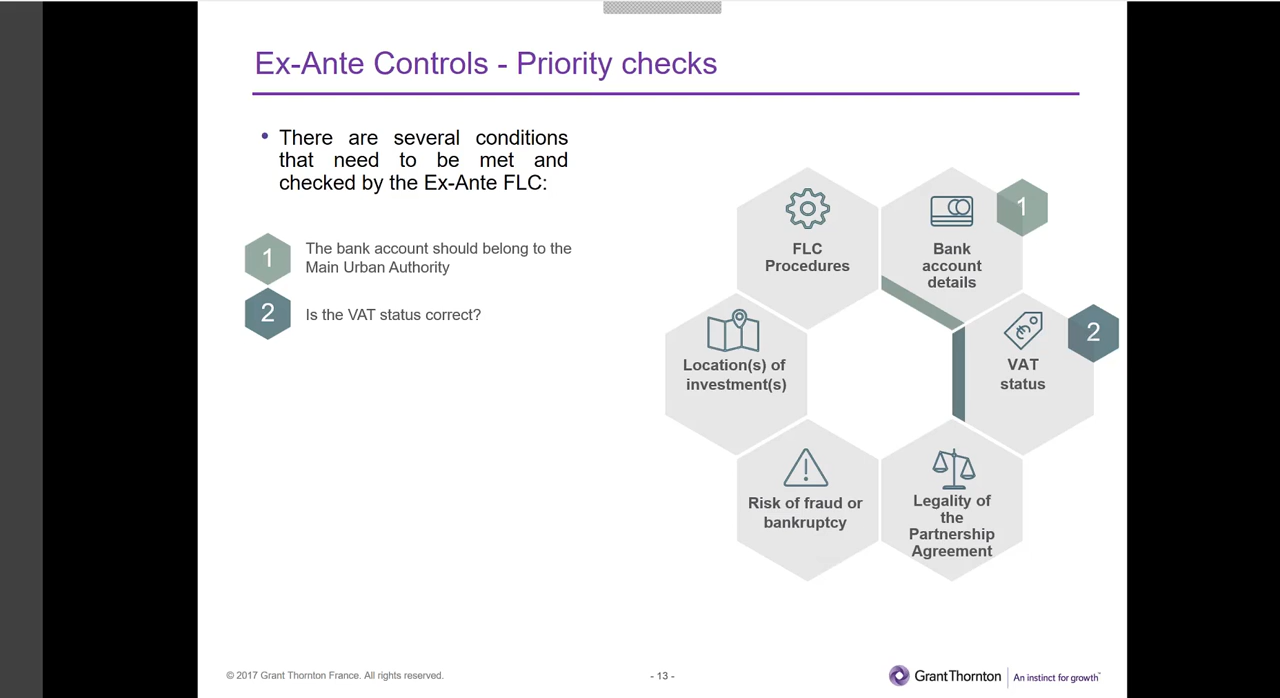 Ex-Ante Controls - Priority checks
• There are several conditions
that need to be met and
checked by the Ex-Ante FLC:
1
The bank account should belong to the
Main Urban Authority
2
Is the VAT status correct?
FLC
Procedures
Bank
account
details
1
Location(s) of
investment(s)
VAT
status
2
Risk of fraud or
bankruptcy
Legality of
the
Partnership
Agreement
© 2017 Grant Thornton France. All rights reserved.
- 13 -
GrantThornton
An instinct for growth™